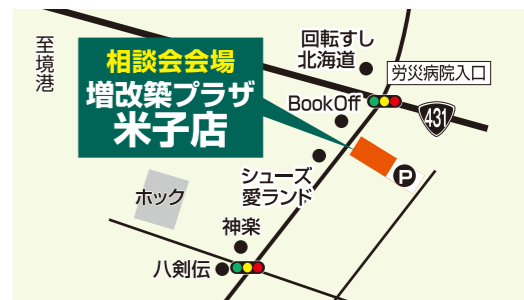 至境港
相談会会場
増改築プラザ
米子店
回転すし
北海道
労災病院入口
BookOff
431
P
シューズ
愛ランド
ホック
神楽
八剣伝